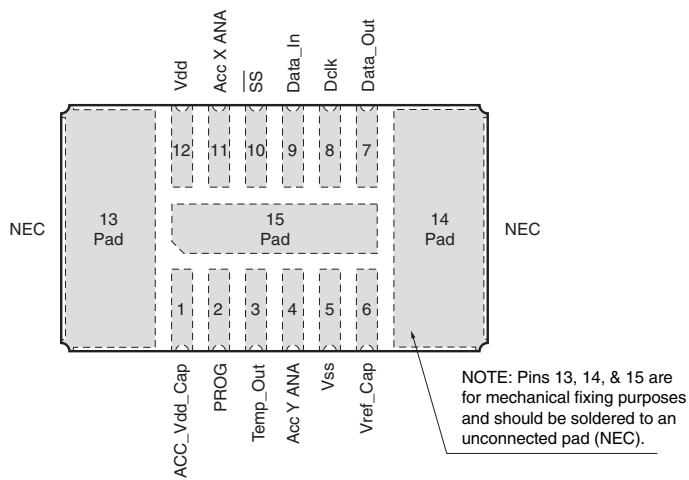 Vdd
Acc X ANA
SS
Data_In
Dclk
Data_Out
12
11
10
9
8
7
NEC
13
Pad
15
Pad
14
Pad
NEC
1
2
3
4
5
6
ACC_Vdd_Cap
PROG
Temp_Out
Acc Y ANA
Vss
Vref_Cap
NOTE: Pins 13, 14, & 15 are
for mechanical fixing purposes
and should be soldered to an
unconnected pad (NEC).